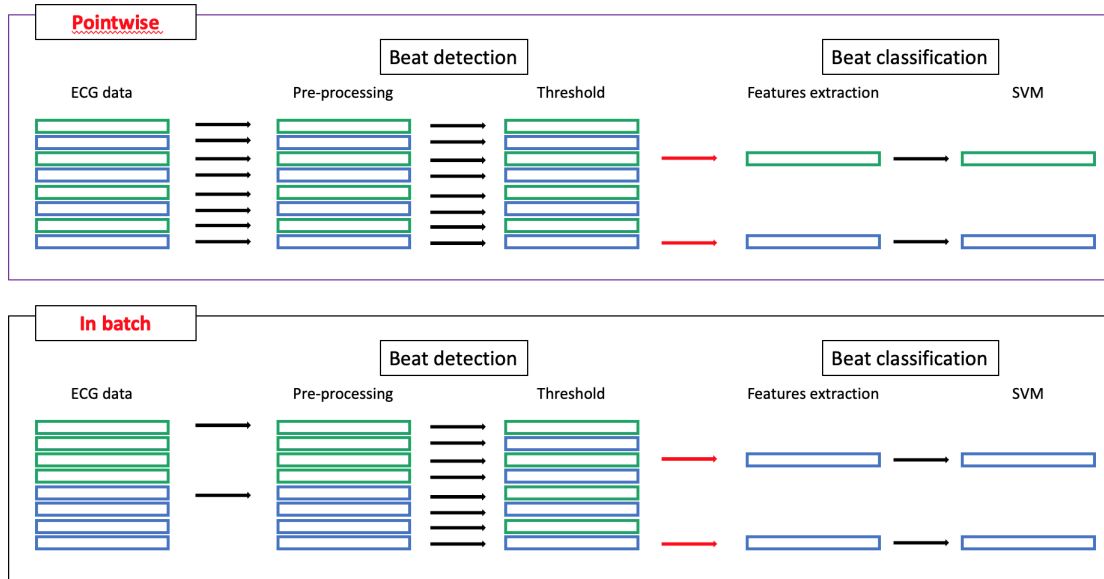 Pointwise
Beat detection
Beat classification
ECG data
Pre-processing
Threshold
Features extraction
SVM
In batch
Beat detection
Beat classification
ECG data
Pre-processing
Threshold
Features extraction
SVM